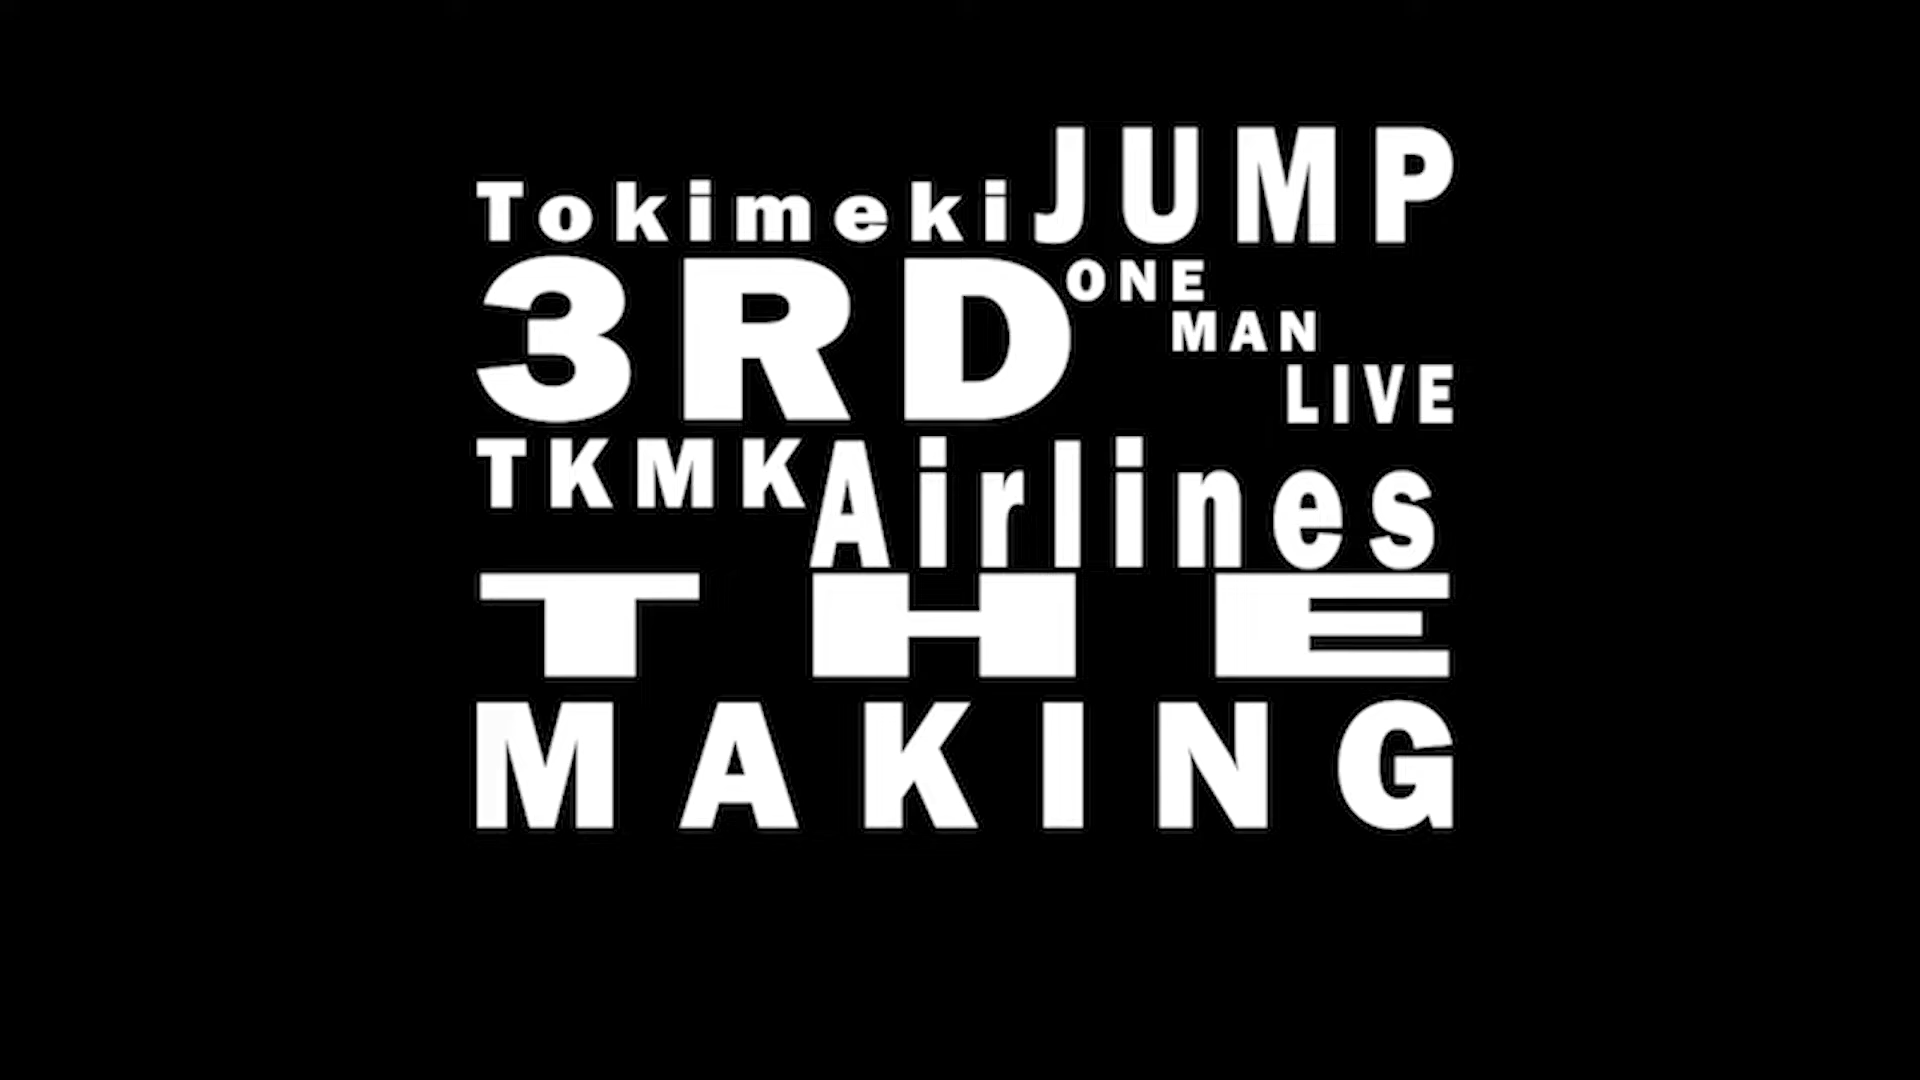 Tokimeki JUMP
3RD ONE
MAN
LIVE
TKMK Airlines
THE
MAKING